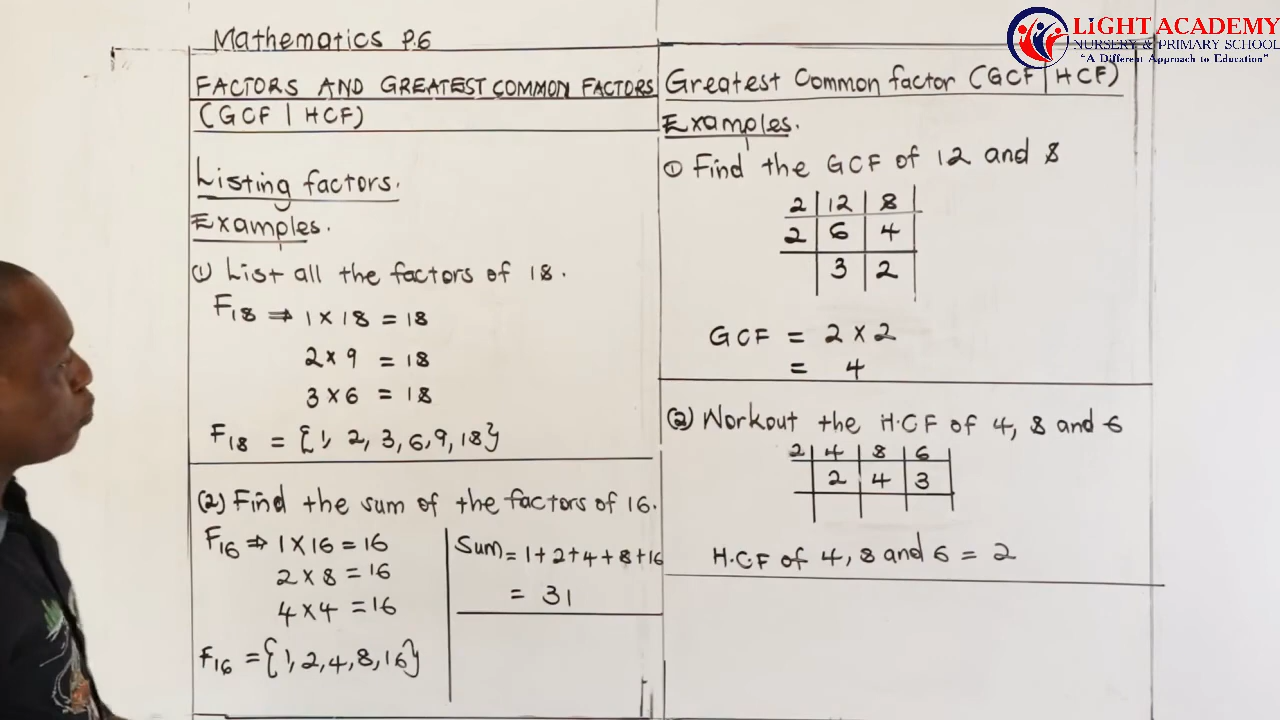 LIGHT ACADEMY
NURSERY & PRIMARY SCHOOL
"A Different Approach to Education"
Mathematics P.6
FACTORS AND GREATEST COMMON FACTORS
(GCF | HCF)
Listing factors.
Examples.
(1) List all the factors of 18.
F18 ⇒ 1 × 18 = 18
2 × 9 = 18
3 × 6 = 18
F18 = {1, 2, 3, 6, 9, 18}
(2) Find the sum of the factors of 16.
F16 ⇒ 1 × 16 = 16
2 × 8 = 16
4 × 4 = 16
F16 = {1, 2, 4, 8, 16}
Sum = 1 + 2 + 4 + 8 + 16
= 31
Greatest Common factor (GCF | HCF)
Examples.
① Find the GCF of 12 and 8
2 | 12 | 8
2 | 6 | 4
3 | 2
GCF = 2 × 2
= 4
(2) Workout the H.C.F of 4, 8 and 6
2 | 4 | 8 | 6
2 | 4 | 3
H.C.F of 4, 8 and 6 = 2